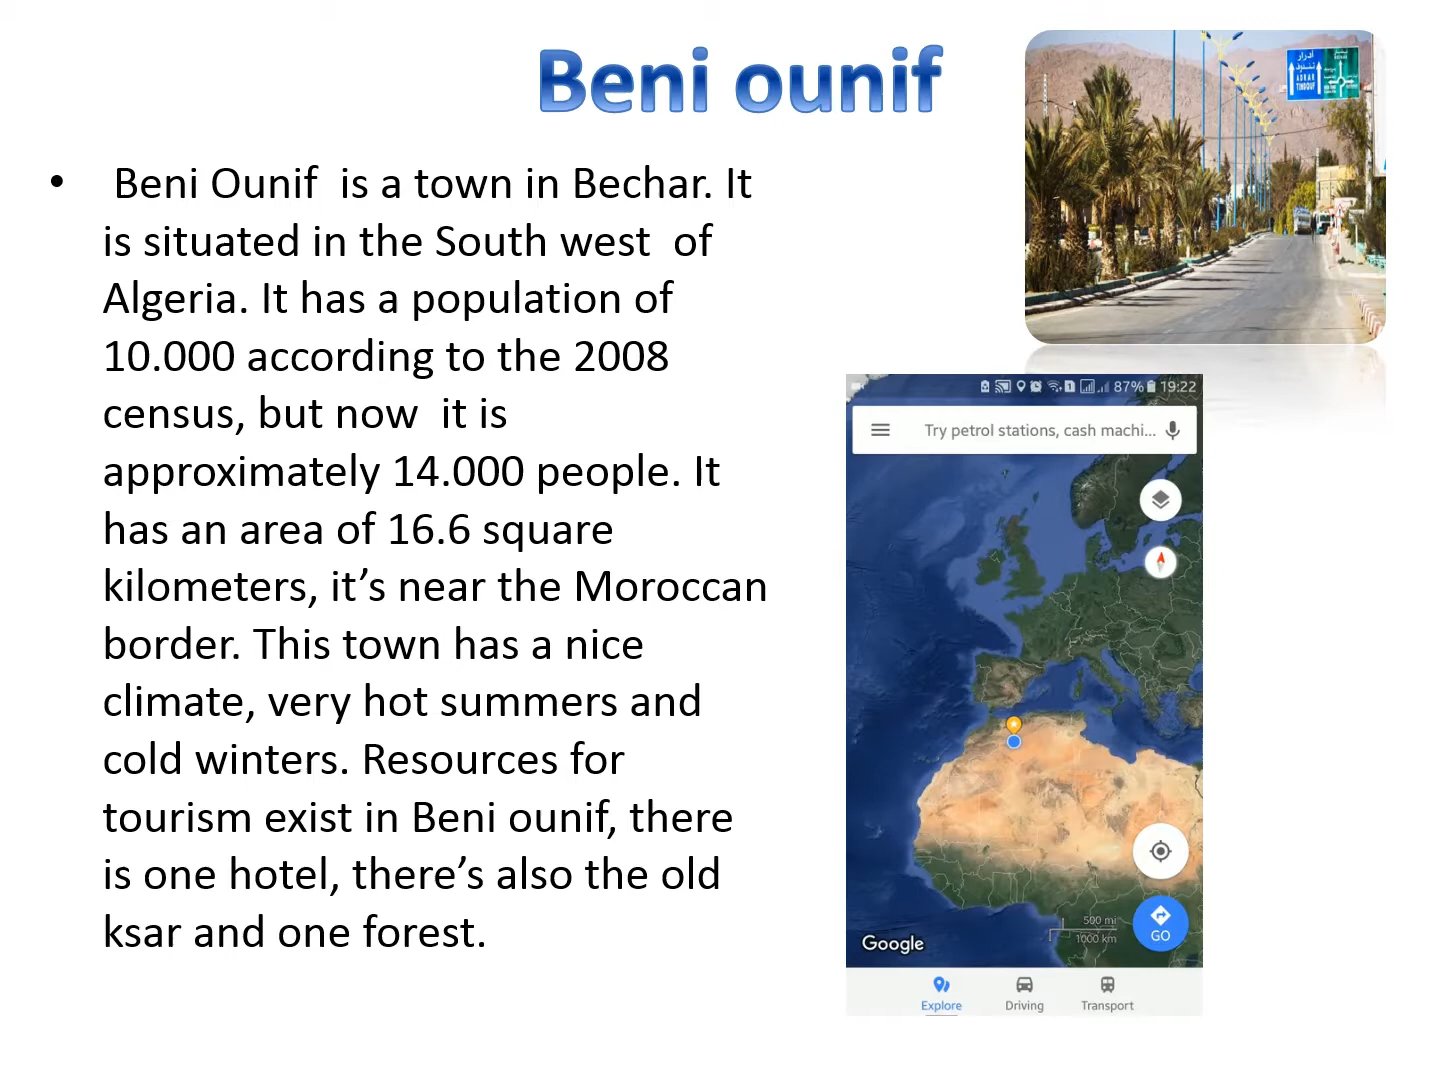 Beni ounif
• Beni Ounif  is a town in Bechar. It
is situated in the South west  of
Algeria. It has a population of
10.000 according to the 2008
census, but now  it is
approximately 14.000 people. It
has an area of 16.6 square
kilometers, it’s near the Moroccan
border. This town has a nice
climate, very hot summers and
cold winters. Resources for
tourism exist in Beni ounif, there
is one hotel, there’s also the old
ksar and one forest.
أدرار
تندوف
ADRAR
TINDOUF
87% 19:22
Try petrol stations, cash machi...
500 mi
1000 km
GO
Google
Explore Driving Transport